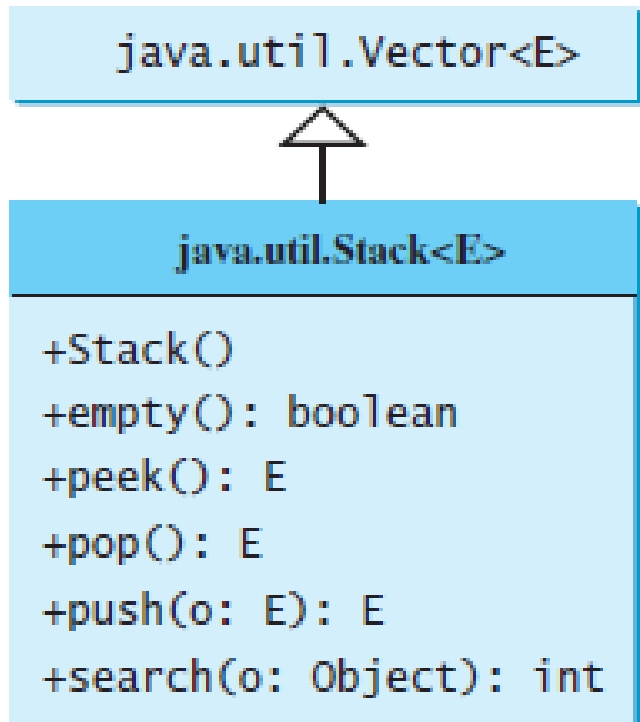 java.util.Vector<E>
java.util.Stack<E>
+Stack()
+empty(): boolean
+peek(): E
+pop(): E
+push(o: E): E
+search(o: Object): int